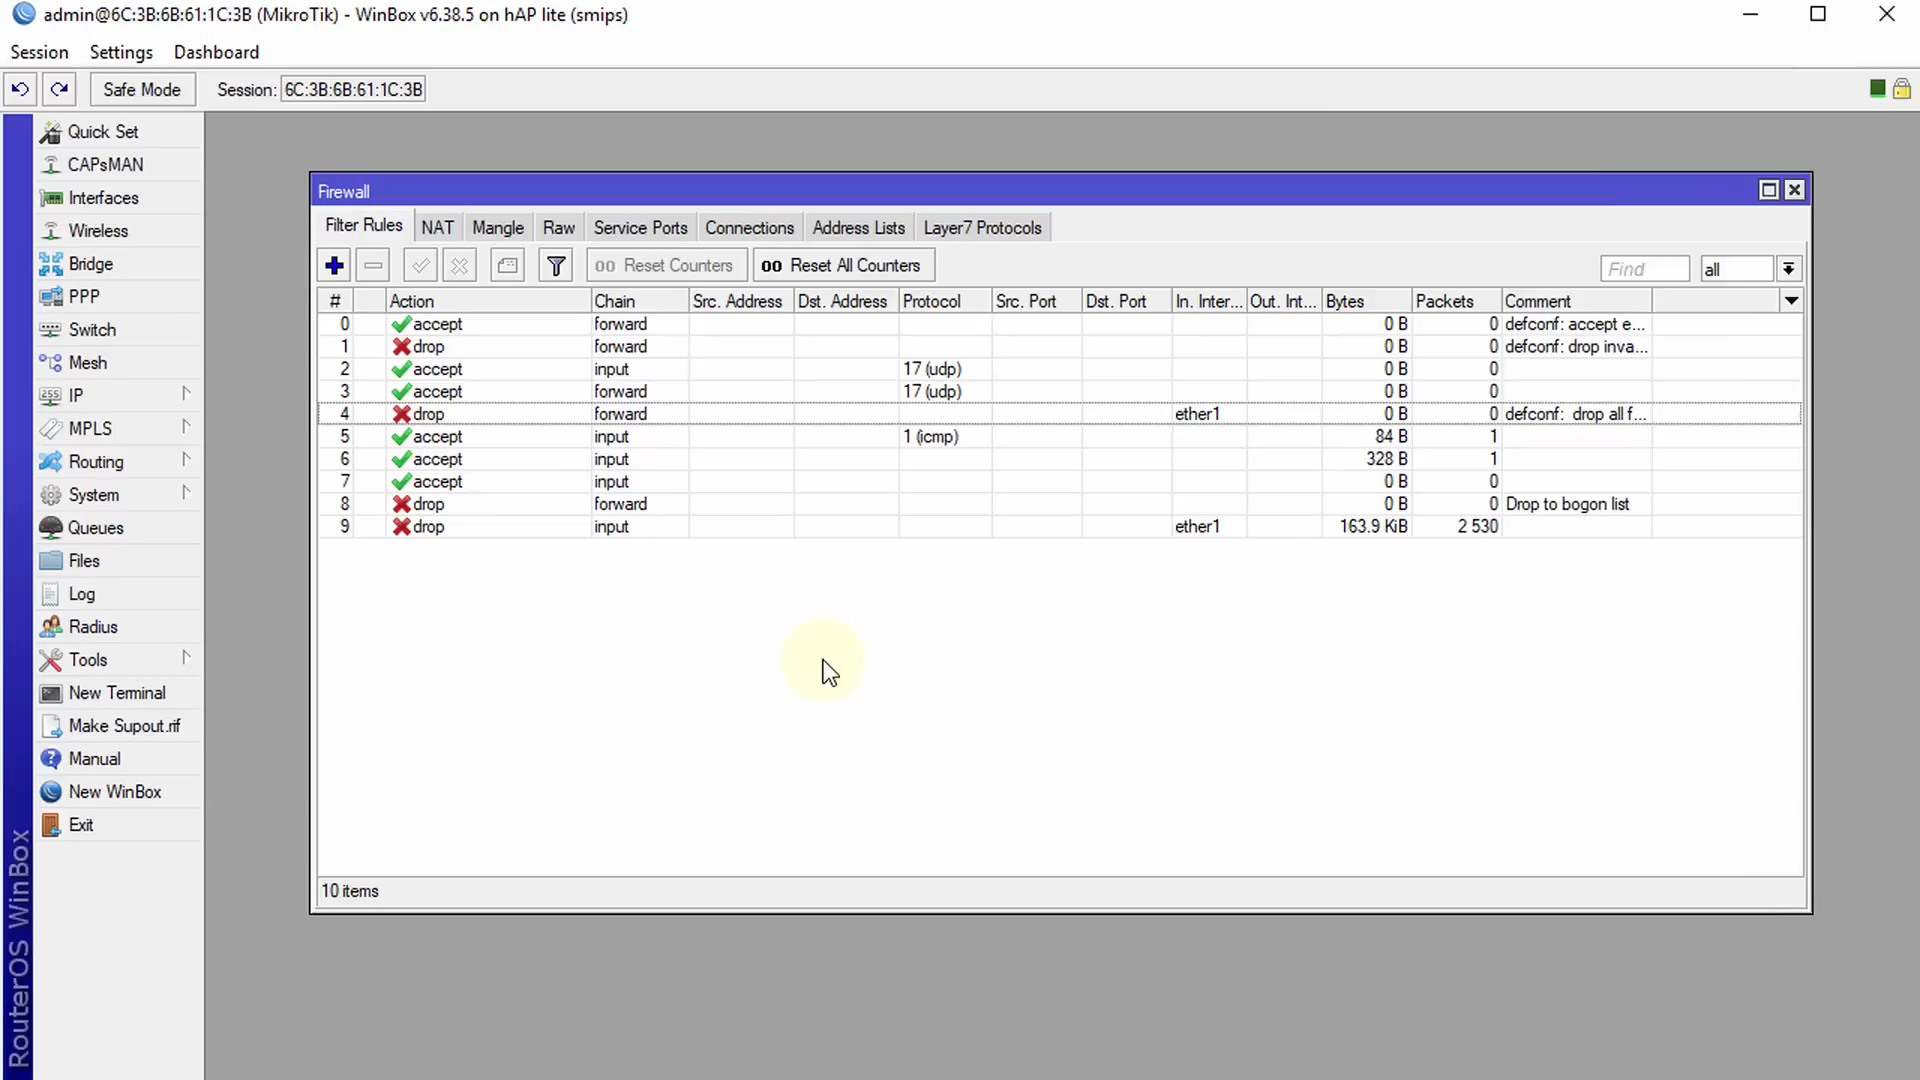 admin@6C:3B:6B:61:1C:3B (MikroTik) - WinBox v6.38.5 on hAP lite (smips)
Session Settings Dashboard
Safe Mode Session: 6C:3B:6B:61:1C:3B
Quick Set
CAPsMAN
Interfaces
Wireless
Bridge
PPP
Switch
Mesh
IP
MPLS
Routing
System
Queues
Files
Log
Radius
Tools
New Terminal
Make Supout.rif
Manual
New WinBox
Exit
RouterOS WinBox
Firewall
Filter Rules NAT Mangle Raw Service Ports Connections Address Lists Layer7 Protocols
00 Reset Counters 00 Reset All Counters Find all
# Action Chain Src. Address Dst. Address Protocol Src. Port Dst. Port In. Inter... Out. Int... Bytes Packets Comment
0 accept forward 0 B 0 defconf: accept e...
1 drop forward 0 B 0 defconf: drop inva...
2 accept input 17 (udp) 0 B 0
3 accept forward 17 (udp) 0 B 0
4 drop forward ether1 0 B 0 defconf: drop all f...
5 accept input 1 (icmp) 84 B 1
6 accept input 328 B 1
7 accept input 0 B 0
8 drop forward 0 B 0 Drop to bogon list
9 drop input ether1 163.9 KiB 2 530
10 items